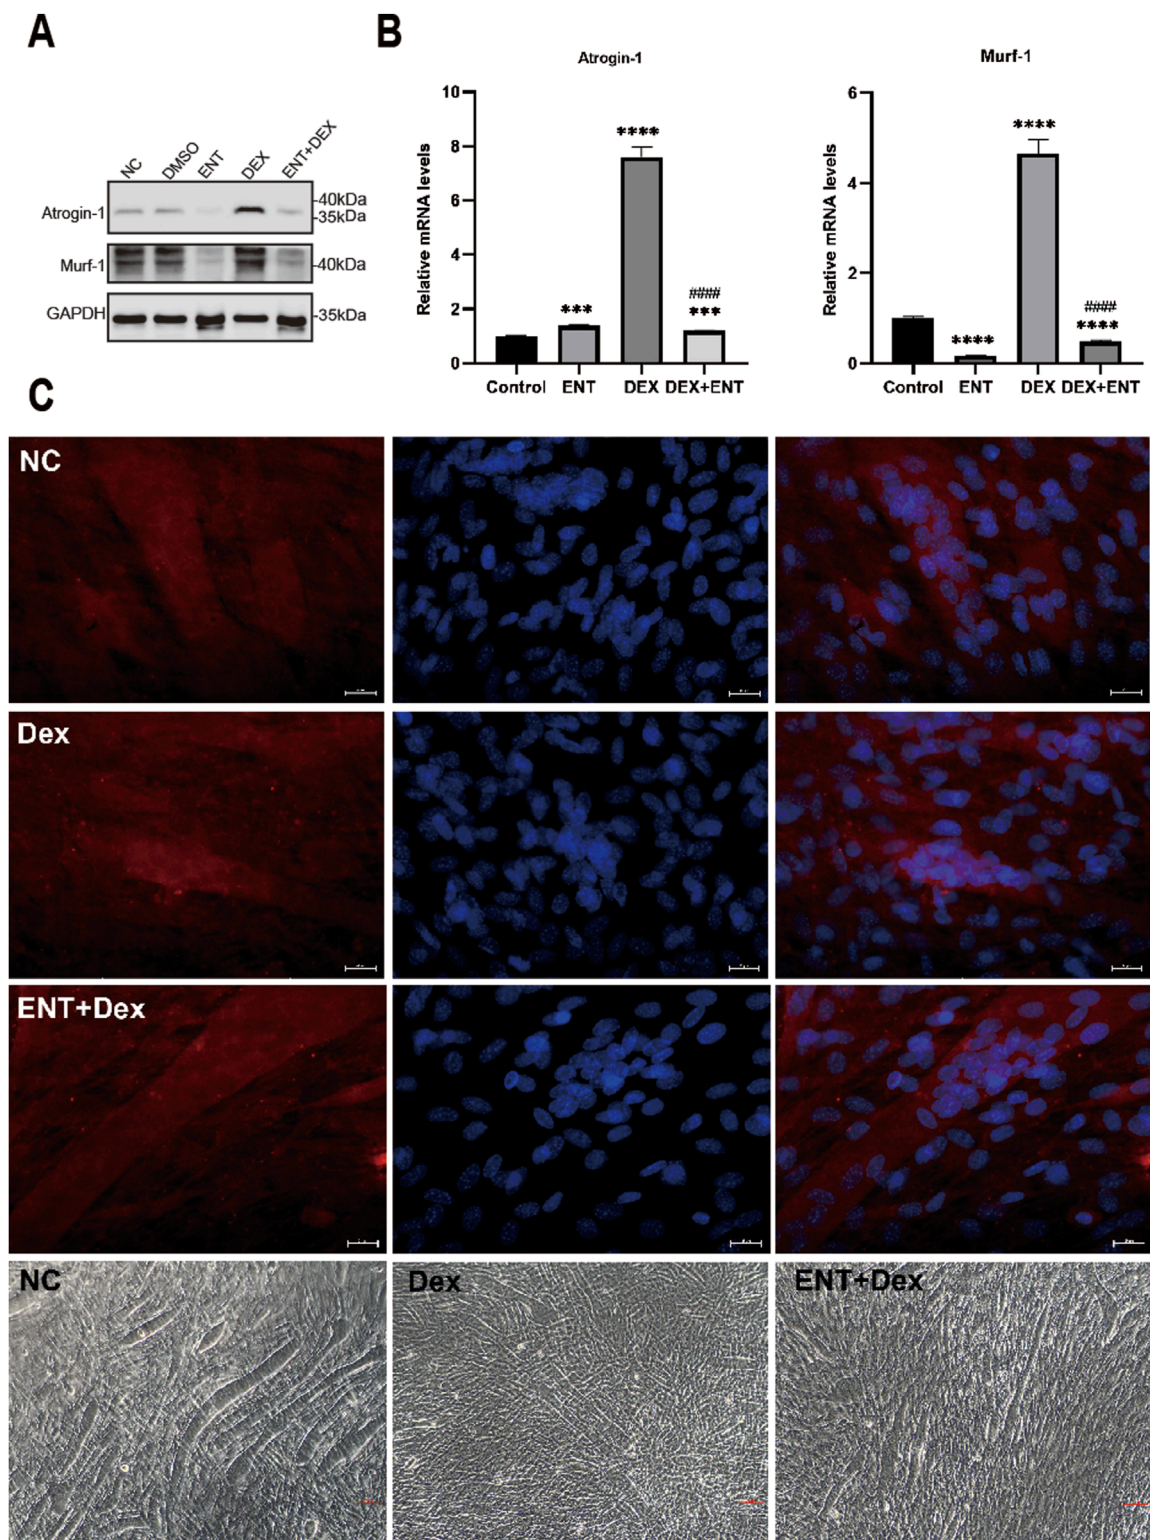 A
B
NC DMSO ENT DEX ENT+DEX
Atrogin-1
-40kDa
-35kDa
Murf-1
-40kDa
GAPDH
-35kDa
Atrogin-1
Relative mRNA levels
10
8
6
4
2
0
****
***
####
***
Control ENT DEX DEX+ENT
Murf-1
Relative mRNA levels
6
4
2
0
****
****
####
****
Control ENT DEX DEX+ENT
C
NC
Dex
ENT+Dex
NC
Dex
ENT+Dex